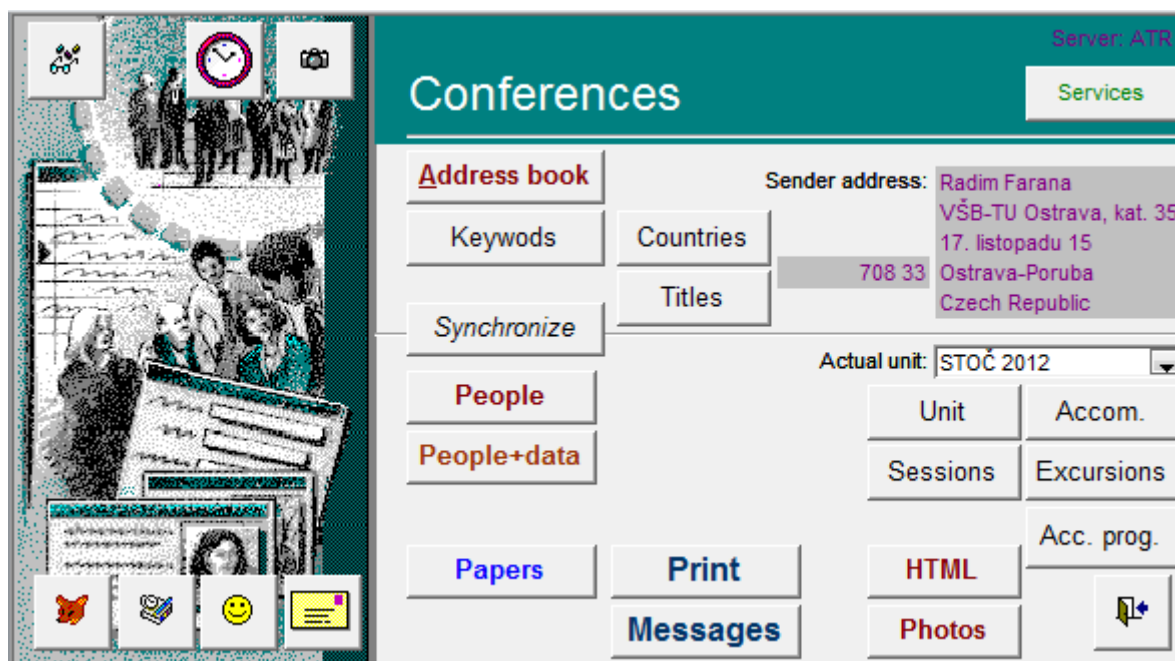 Server: ATR
Conferences
Services
Address book
Sender address:
Radim Farana
VŠB-TU Ostrava, kat. 35
Keywods
Countries
17. listopadu 15
708 33
Ostrava-Poruba
Titles
Czech Republic
Synchronize
Actual unit:
STOČ 2012
People
Unit
Accom.
People+data
Sessions
Excursions
Acc. prog.
Papers
Print
HTML
Messages
Photos